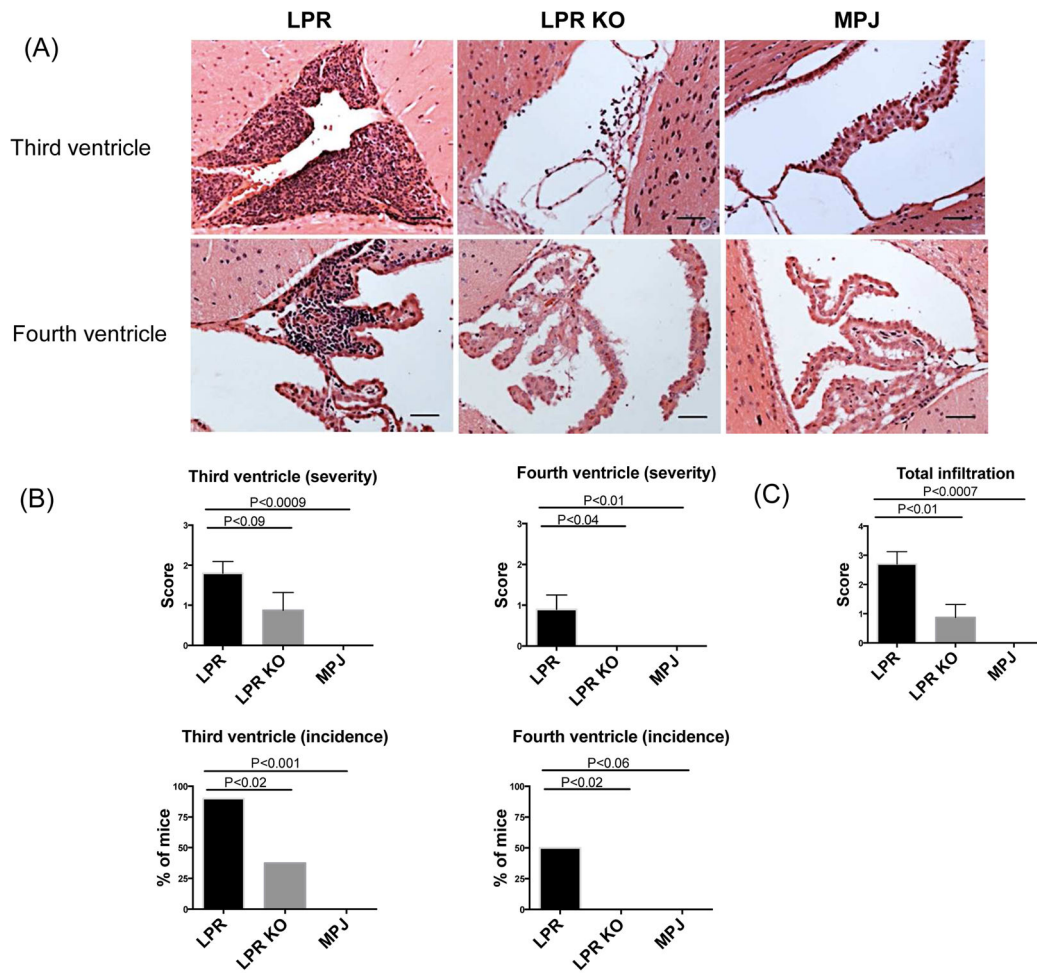 LPR LPR KO MPJ
(A)
Third ventricle
Fourth ventricle
(B)
Third ventricle (severity)
P<0.0009
P<0.09
3
2
1
0
Score
LPR LPR KO MPJ
Fourth ventricle (severity)
P<0.01
P<0.04
3
2
1
0
Score
LPR LPR KO MPJ
(C)
Total infiltration
P<0.0007
P<0.01
4
3
2
1
0
Score
LPR LPR KO MPJ
Third ventricle (incidence)
P<0.001
P<0.02
100
75
50
25
0
% of mice
LPR LPR KO MPJ
Fourth ventricle (incidence)
P<0.06
P<0.02
100
75
50
25
0
% of mice
LPR LPR KO MPJ